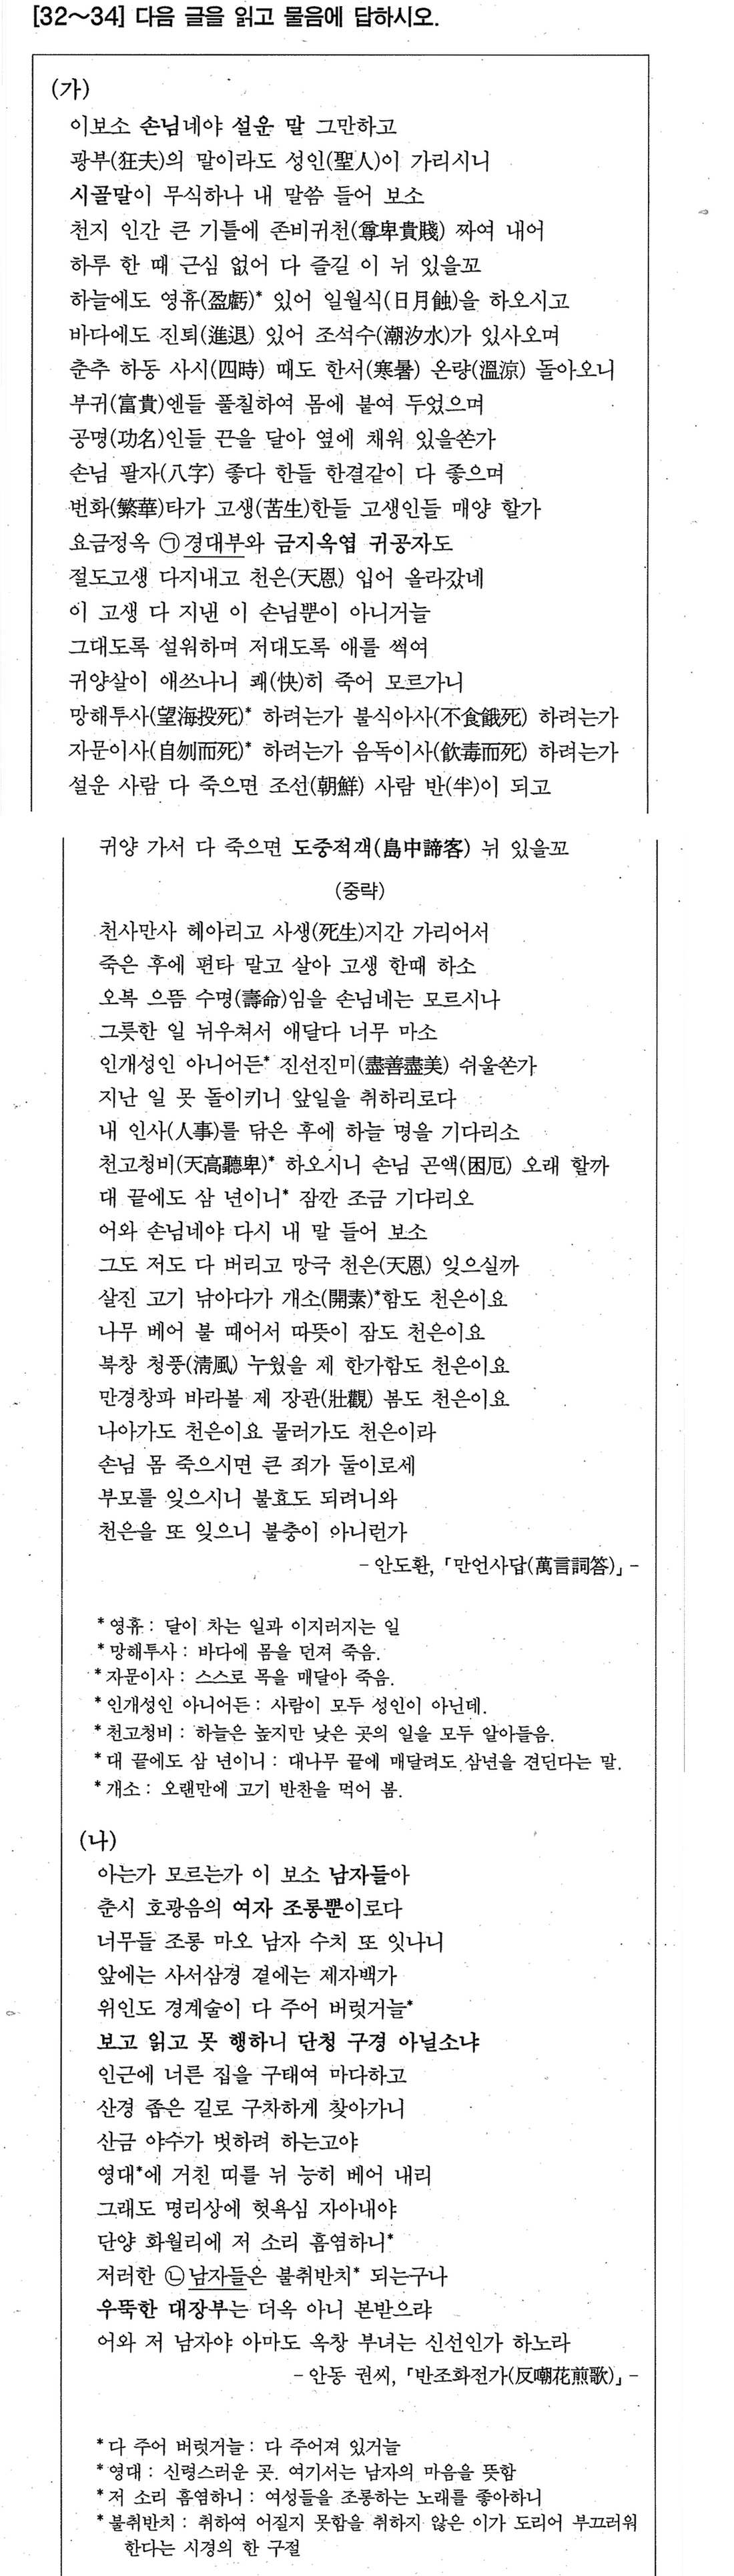 [32~34] 다음 글을 읽고 물음에 답하시오.
(가)
이보소 손님네야 설운 말 그만하고
광부(狂夫)의 말이라도 성인(聖人)이 가리시니
시골말이 무식하나 내 말씀 들어 보소
천지 인간 큰 기틀에 존비귀천(尊卑貴賤) 짜여 내어
하루 한 때 근심 없어 다 즐길 이 뉘 있을꼬
하늘에도 영휴(盈虧)* 있어 일월식(日月蝕)을 하오시고
바다에도 진퇴(進退) 있어 조석수(潮汐水)가 있사오며
춘추 하동 사시(四時) 때도 한서(寒暑) 온량(溫涼) 돌아오니
부귀(富貴)엔들 풀칠하여 몸에 붙여 두었으며
공명(功名)인들 끈을 달아 옆에 채워 있을쏜가
손님 팔자(八字) 좋다 한들 한결같이 다 좋으며
번화(繁華)타가 고생(苦生)한들 고생인들 매양 할가
요금정옥 ㉠경대부와 금지옥엽 귀공자도
절도고생 다지내고 천은(天恩) 입어 올라갔네
이 고생 다 지낸 이 손님뿐이 아니거늘
그대도록 설워하며 저대도록 애를 썩여
귀양살이 애쓰나니 쾌(快)히 죽어 모르가니
망해투사(望海投死)* 하려는가 불식아사(不食餓死) 하려는가
자문이사(自刎而死)* 하려는가 음독이사(飮毒而死) 하려는가
설운 사람 다 죽으면 조선(朝鮮) 사람 반(半)이 되고
귀양 가서 다 죽으면 도중적객(島中謫客) 뉘 있을꼬
(중략)
천사만사 헤아리고 사생(死生)지간 가리어서
죽은 후에 편타 말고 살아 고생 한때 하소
오복 으뜸 수명(壽命)임을 손님네는 모르시나
그릇한 일 뉘우쳐서 애달다 너무 마소
인개성인 아니어든* 진선진미(盡善盡美) 쉬울쏜가
지난 일 못 돌이키니 앞일을 취하리로다
내 인사(人事)를 닦은 후에 하늘 명을 기다리소
천고청비(天高聽卑)* 하오시니 손님 곤액(困厄) 오래 할까
대 끝에도 삼 년이니* 잠깐 조금 기다리오
어와 손님네야 다시 내 말 들어 보소
그도 저도 다 버리고 망극 천은(天恩) 잊으실까
살진 고기 낚아다가 개소(開素)*함도 천은이요
나무 베어 불 때어서 따뜻이 잠도 천은이요
북창 청풍(淸風) 누웠을 제 한가함도 천은이요
만경창파 바라볼 제 장관(壯觀) 봄도 천은이요
나아가도 천은이요 물러가도 천은이라
손님 몸 죽으시면 큰 죄가 둘이로세
부모를 잊으시니 불효도 되려니와
천은을 또 잊으니 불충이 아니런가
- 안도환, 「만언사답(萬言詞答)」 -
* 영휴 : 달이 차는 일과 이지러지는 일
* 망해투사 : 바다에 몸을 던져 죽음.
* 자문이사 : 스스로 목을 매달아 죽음.
* 인개성인 아니어든 : 사람이 모두 성인이 아닌데.
* 천고청비 : 하늘은 높지만 낮은 곳의 일을 모두 알아들음.
* 대 끝에도 삼 년이니 : 대나무 끝에 매달려도 삼년을 견딘다는 말.
* 개소 : 오랜만에 고기 반찬을 먹어 봄.
(나)
아는가 모르는가 이 보소 남자들아
춘시 호광음의 여자 조롱뿐이로다
너무들 조롱 마오 남자 수치 또 잇나니
앞에는 사서삼경 곁에는 제자백가
위인도 경계술이 다 주어 버럿거늘*
보고 읽고 못 행하니 단청 구경 아닐소냐
인근에 너른 집을 구태여 마다하고
산경 좁은 길로 구차하게 찾아가니
산금 야수가 벗하려 하는고야
영대*에 거친 띠를 뉘 능히 베어 내리
그래도 명리상에 헛욕심 자아내야
단양 화월리에 저 소리 흠염하니*
저러한 ㉡남자들은 불취반치* 되는구나
우뚝한 대장부는 더옥 아니 본받으랴
어와 저 남자야 아마도 옥창 부녀는 신선인가 하노라
- 안동 권씨, 「반조화전가(反嘲花煎歌)」 -
* 다 주어 버럿거늘 : 다 주어져 있거늘
* 영대 : 신령스러운 곳. 여기서는 남자의 마음을 뜻함
* 저 소리 흠염하니 : 여성들을 조롱하는 노래를 좋아하니
* 불취반치 : 취하여 어질지 못함을 취하지 않은 이가 도리어 부끄러워
한다는 시경의 한 구절